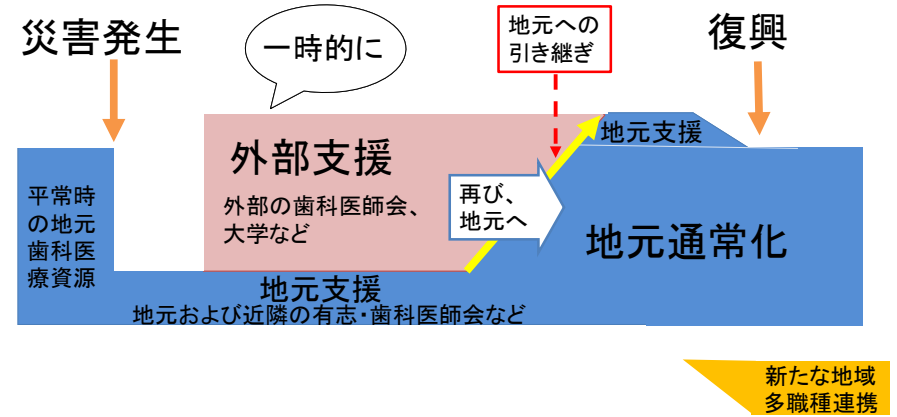 災害発生
一時的に
地元への
引き継ぎ
復興
平常時
の地元
歯科医
療資源
外部支援
外部の歯科医師会、
大学など
再び、
地元へ
地元支援
地元通常化
地元支援
地元および近隣の有志・歯科医師会など
新たな地域
多職種連携